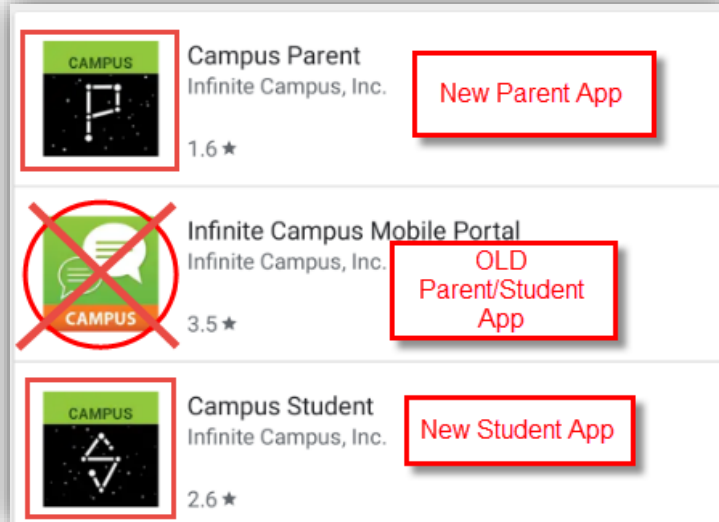 CAMPUS
Campus Parent
Infinite Campus, Inc.
New Parent App
1.6 ★
Infinite Campus Mobile Portal
Infinite Campus, Inc.
OLD
Parent/Student
App
CAMPUS
3.5 ★
CAMPUS
Campus Student
Infinite Campus, Inc.
New Student App
2.6 ★